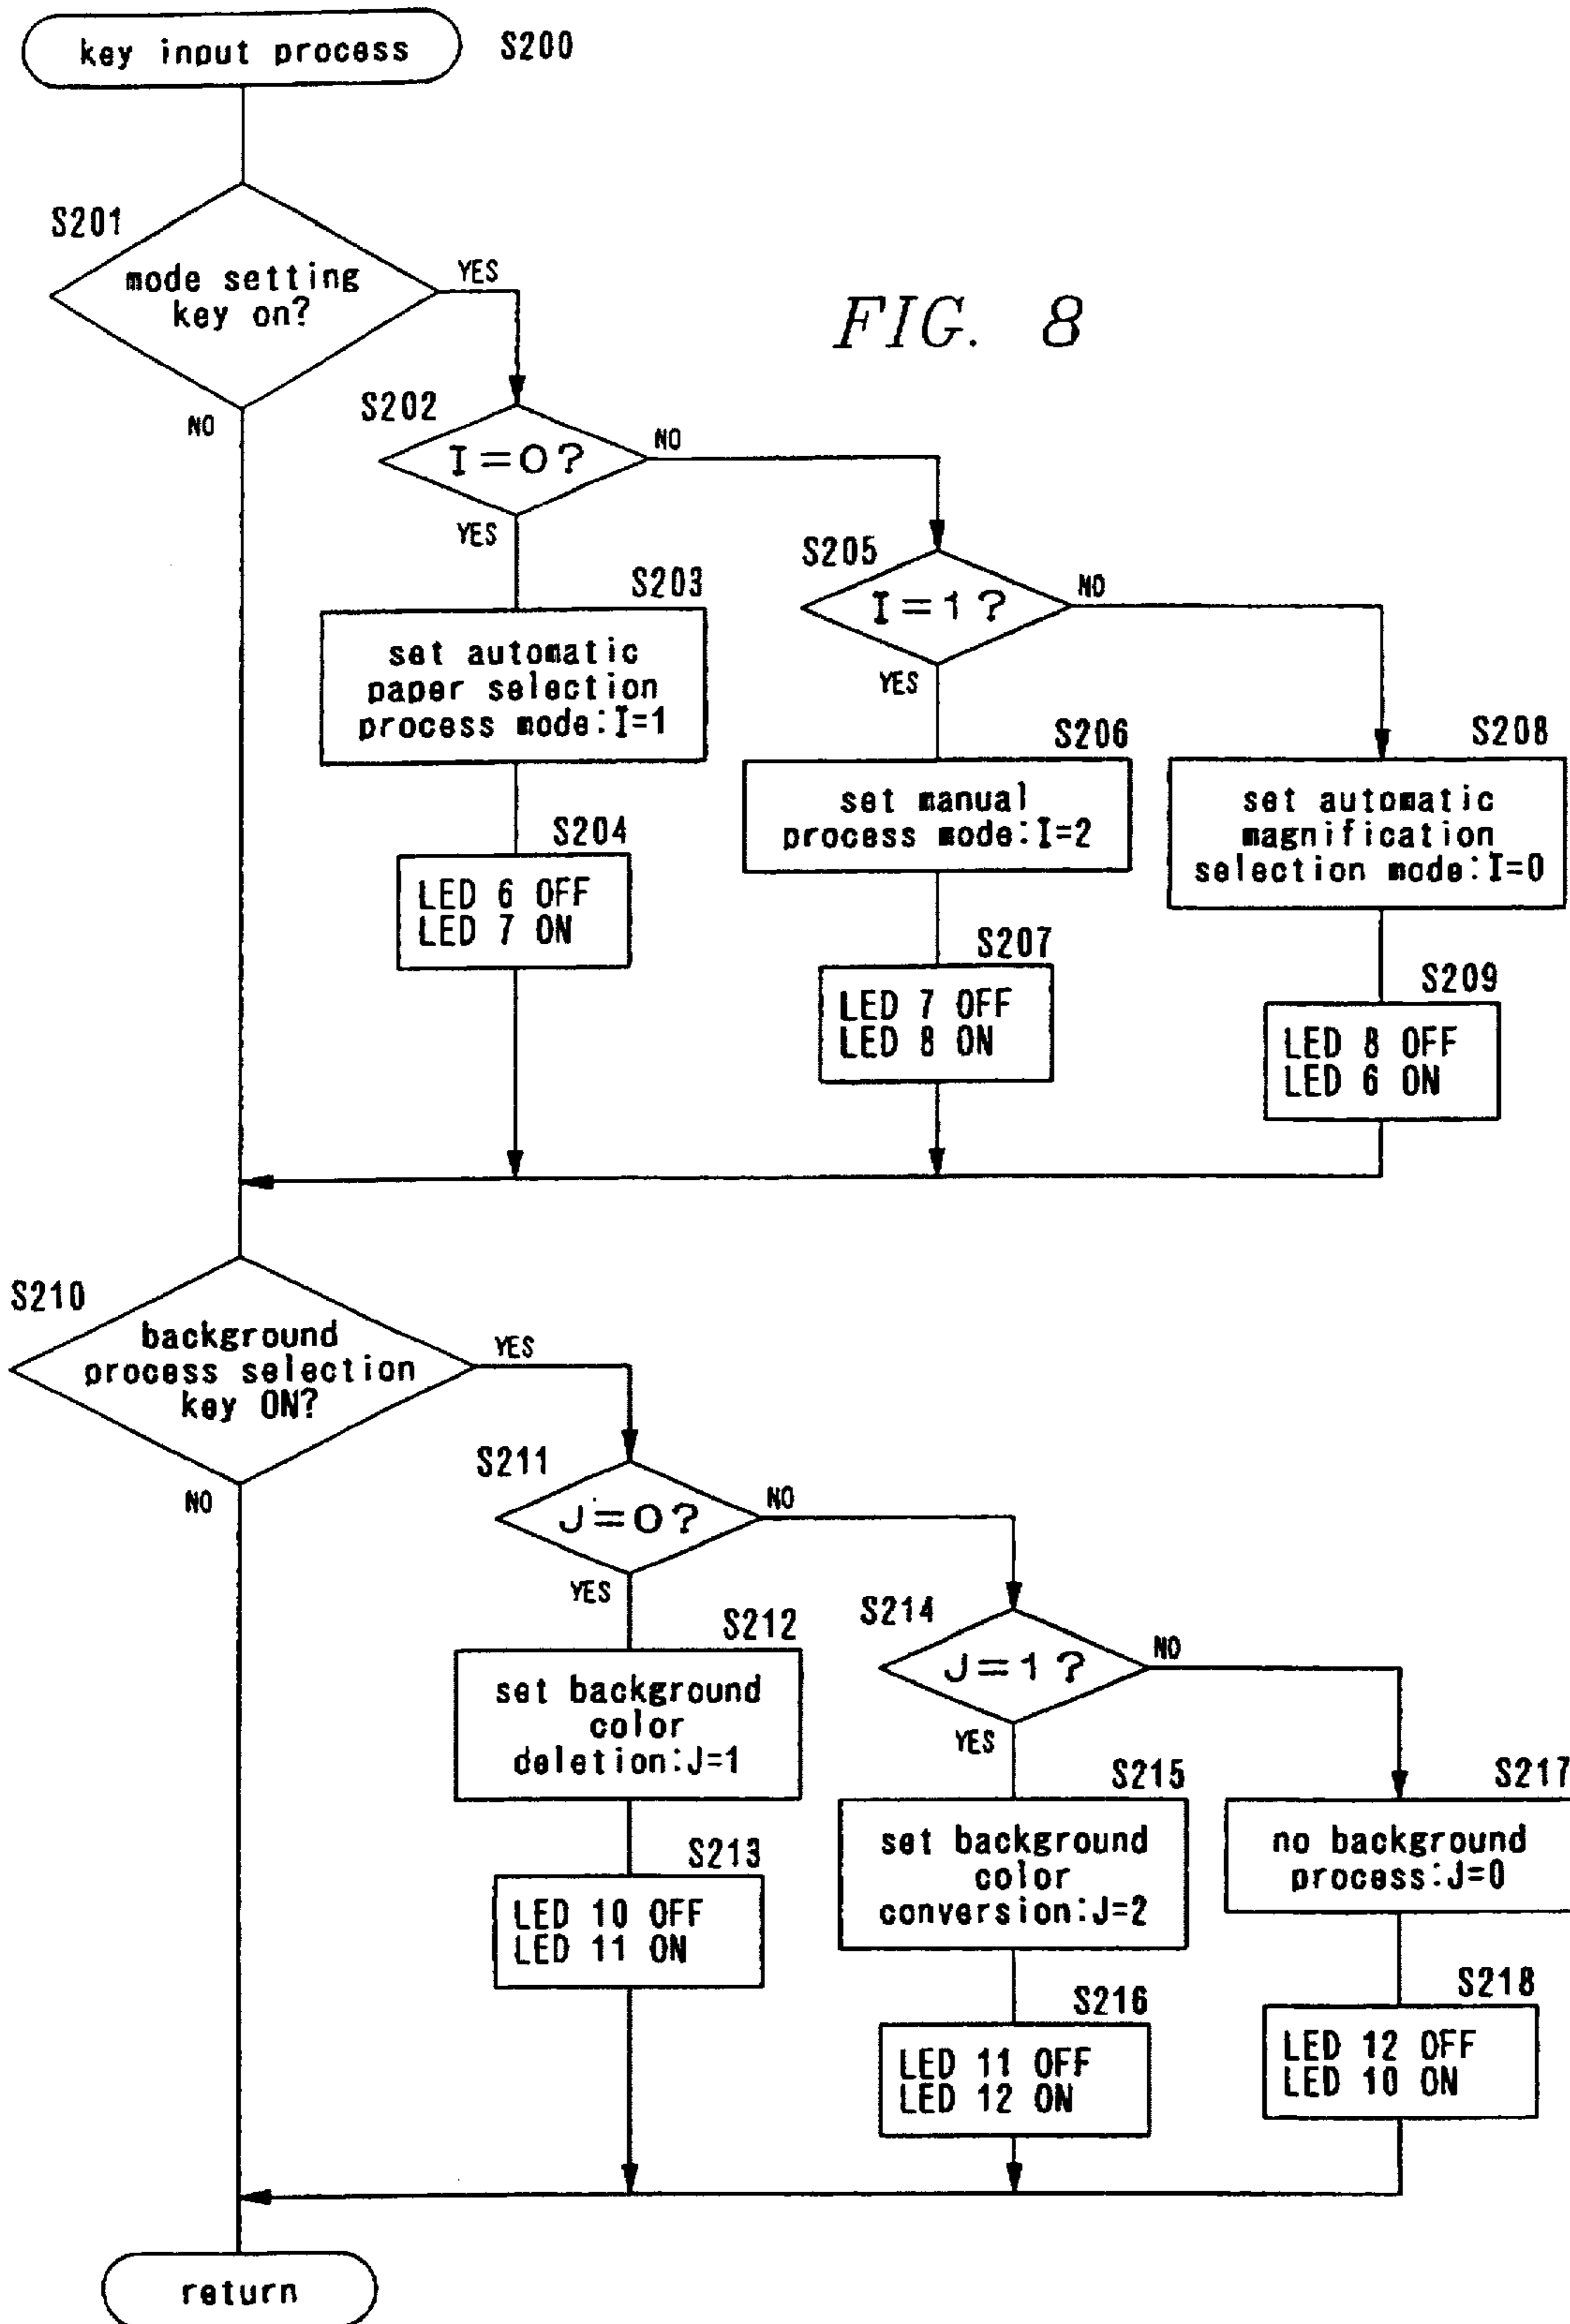 key input process
S200
S201
mode setting
key on?
YES
NO
FIG. 8
S202
I=0?
NO
YES
S203
set automatic
paper selection
process mode:I=1
S204
LED 6 OFF
LED 7 ON
S205
I=1?
NO
YES
S206
set manual
process mode:I=2
S207
LED 7 OFF
LED 8 ON
S208
set automatic
magnification
selection mode:I=0
S209
LED 8 OFF
LED 6 ON
S210
background
process selection
key ON?
YES
NO
S211
J=0?
NO
YES
S212
set background
color
deletion:J=1
S213
LED 10 OFF
LED 11 ON
S214
J=1?
NO
YES
S215
set background
color
conversion:J=2
S216
LED 11 OFF
LED 12 ON
S217
no background
process:J=0
S218
LED 12 OFF
LED 10 ON
return